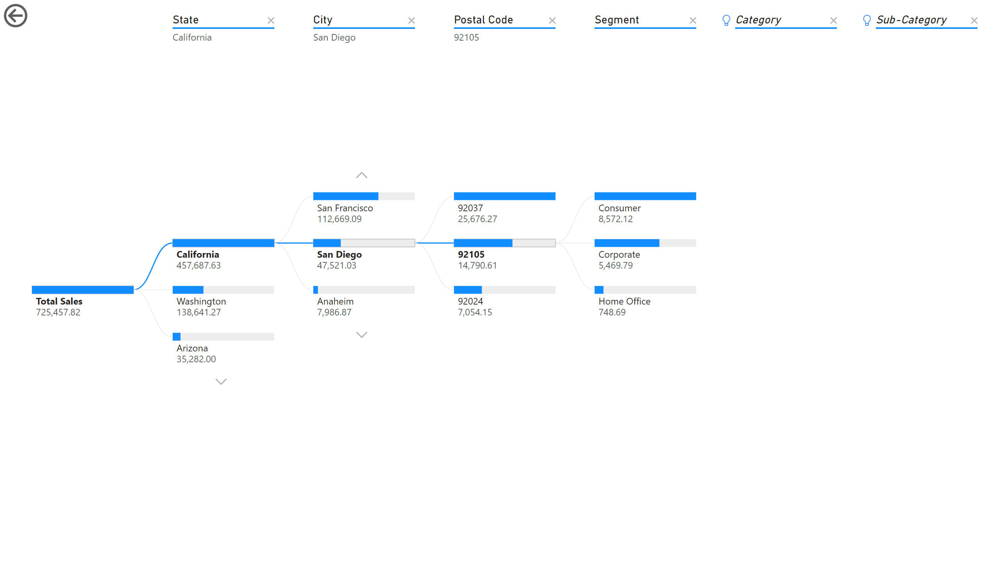 State
City
Postal Code
Segment
Category
Sub-Category
California
San Diego
92105
San Francisco
112,669.09
92037
25,676.27
Consumer
8,572.12
California
457,687.63
San Diego
47,521.03
92105
14,790.61
Corporate
5,469.79
Total Sales
725,457.82
Washington
138,641.27
Anaheim
7,986.87
92024
7,054.15
Home Office
748.69
Arizona
35,282.00